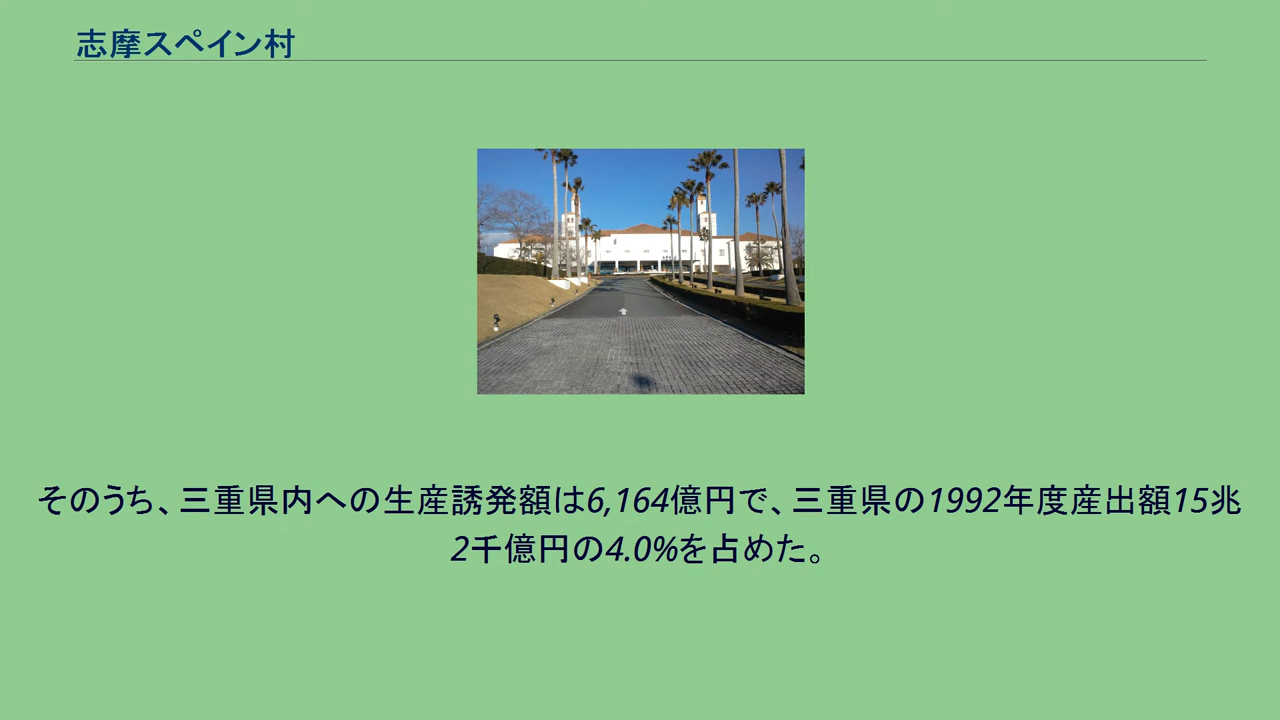 志摩スペイン村
そのうち、三重県内への生産誘発額は6,164億円で、三重県の1992年度産出額15兆
2千億円の4.0%を占めた。